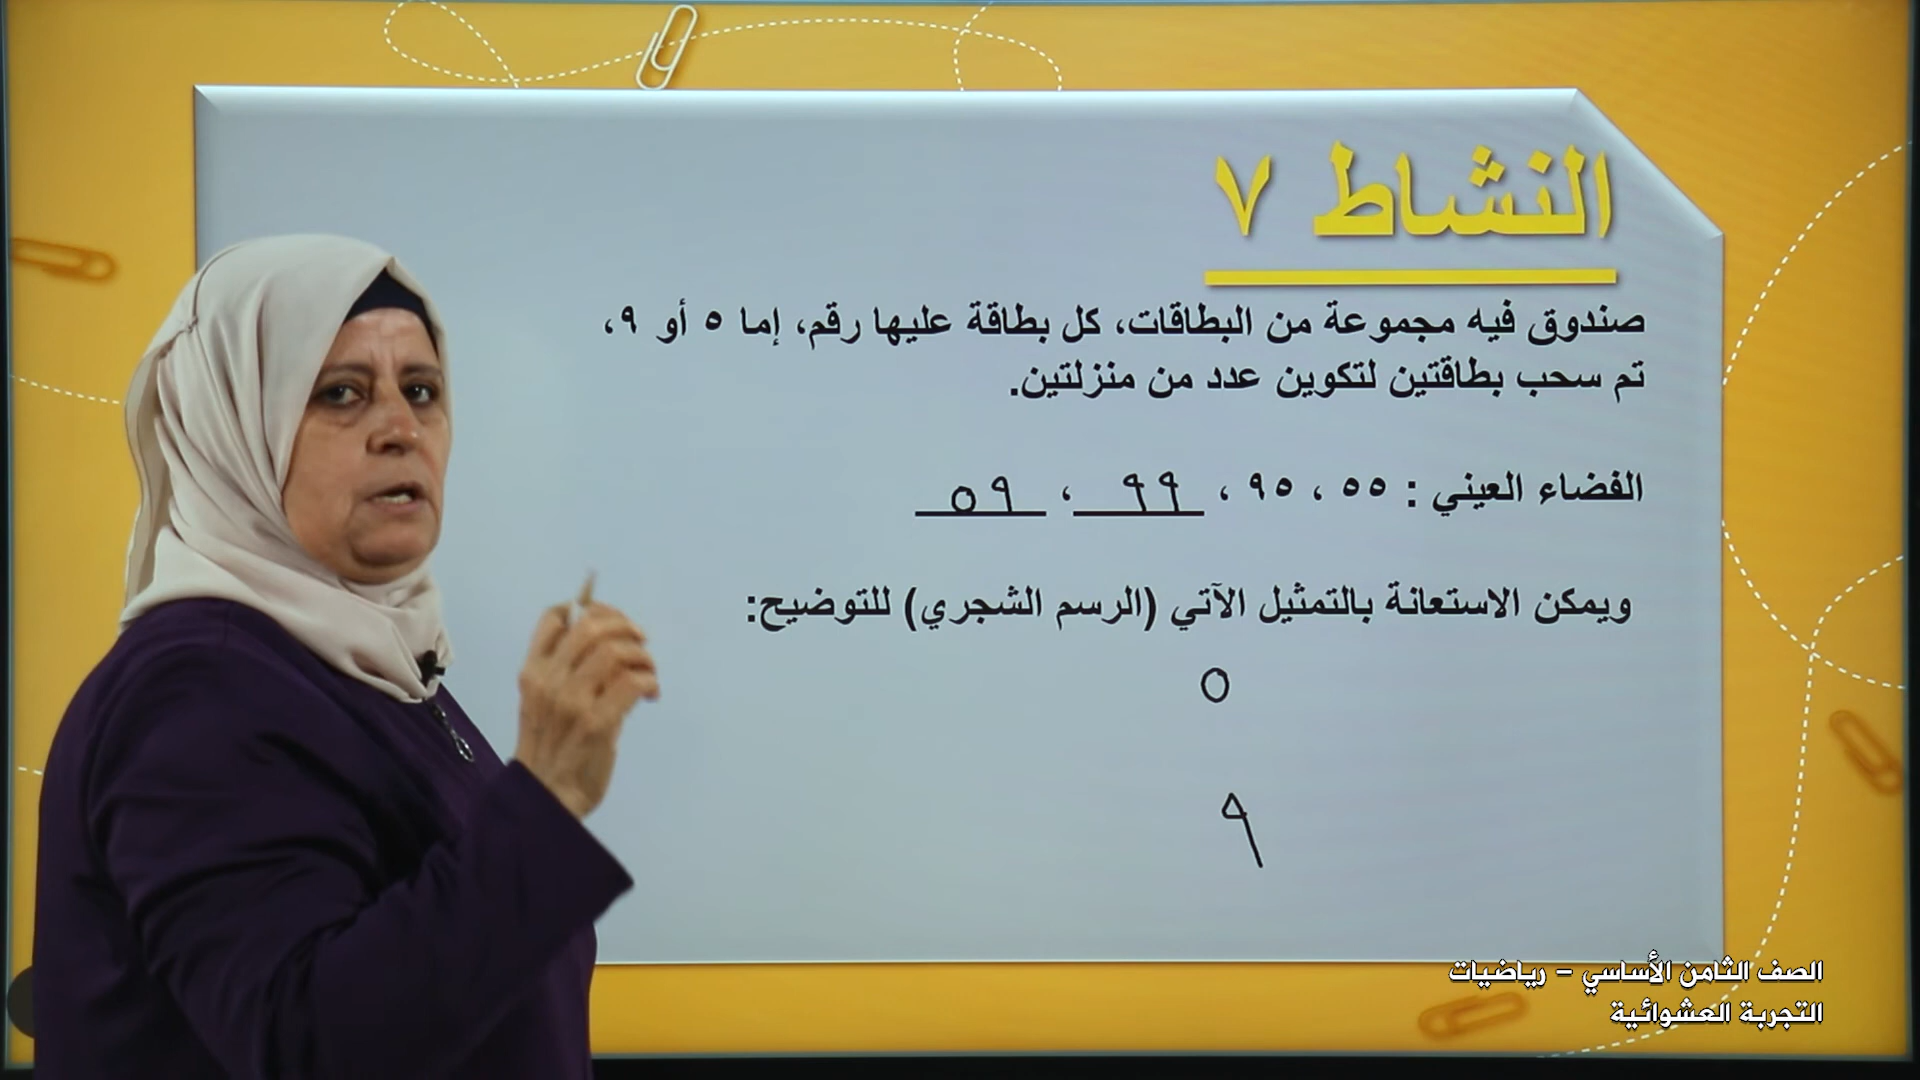 النشاط ٧
صندوق فيه مجموعة من البطاقات، كل بطاقة عليها رقم، إما ٥ أو ٩،
تم سحب بطاقتين لتكوين عدد من منزلتين.
الفضاء العيني : ٥٥ ، ٩٥ ، ٩٩ ، ٥٩
ويمكن الاستعانة بالتمثيل الآتي (الرسم الشجري) للتوضيح:
٥
٩
الصف الثامن الأساسي - رياضيات
التجربة العشوائية